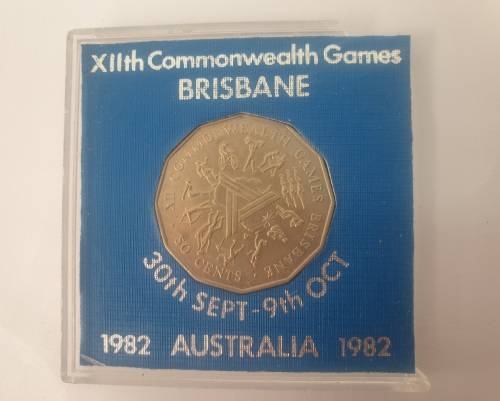 XIIth Commonwealth Games
BRISBANE
XII COMMONWEALTH GAMES BRISBANE
50 CENTS
30th SEPT-9th OCT
1982 AUSTRALIA 1982